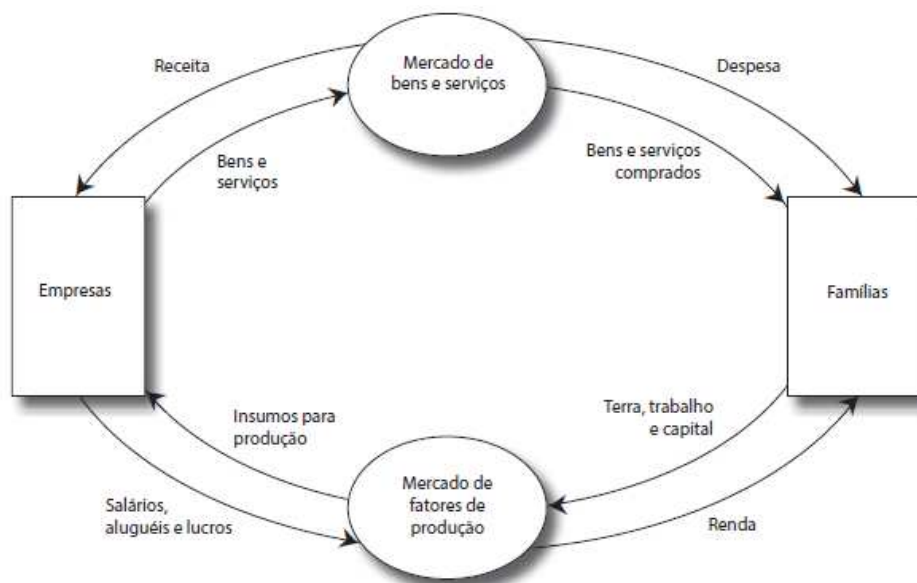 Mercado de
bens e serviços
Receita
Despesa
Bens e
serviços
Bens e serviços
comprados
Empresas
Famílias
Insumos para
produção
Terra, trabalho
e capital
Salários,
aluguéis e lucros
Mercado de
fatores de
produção
Renda